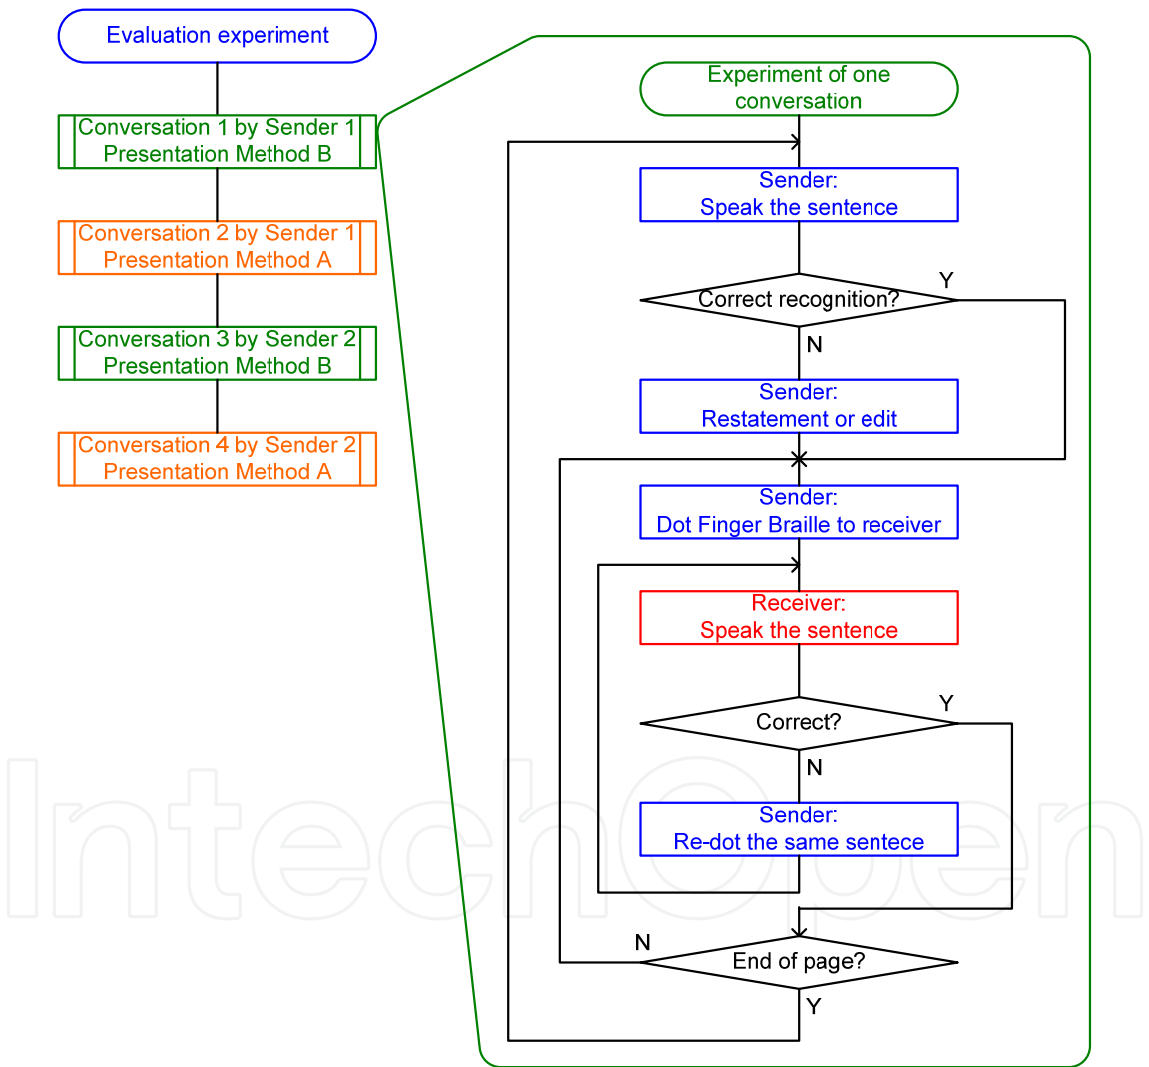 Evaluation experiment
Conversation 1 by Sender 1
Presentation Method B
Conversation 2 by Sender 1
Presentation Method A
Conversation 3 by Sender 2
Presentation Method B
Conversation 4 by Sender 2
Presentation Method A
Experiment of one
conversation
Sender:
Speak the sentence
Correct recognition?
Y
N
Sender:
Restatement or edit
Sender:
Dot Finger Braille to receiver
Receiver:
Speak the sentence
Correct?
Y
N
Sender:
Re-dot the same sentece
End of page?
N
Y
IntechOpen